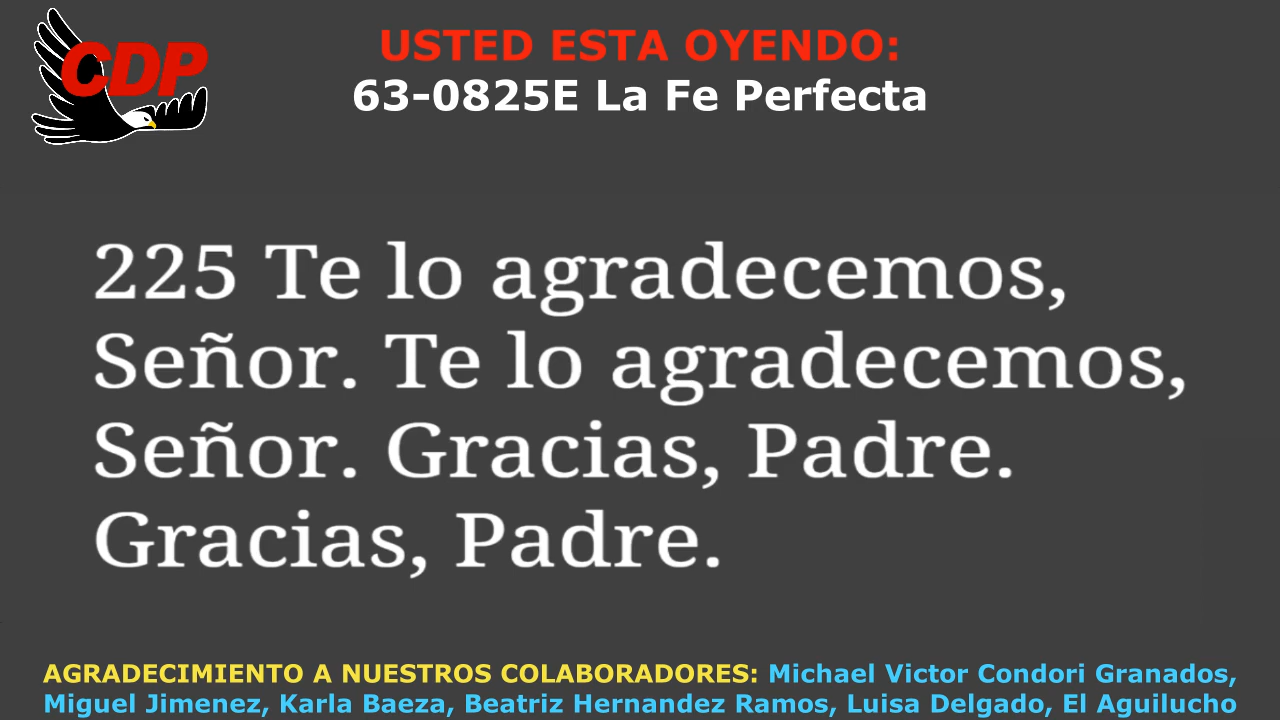 CDP
USTED ESTA OYENDO:
63-0825E La Fe Perfecta
225 Te lo agradecemos,
Señor. Te lo agradecemos,
Señor. Gracias, Padre.
Gracias, Padre.
AGRADECIMIENTO A NUESTROS COLABORADORES: Michael Victor Condori Granados,
Miguel Jimenez, Karla Baeza, Beatriz Hernandez Ramos, Luisa Delgado, El Aguilucho